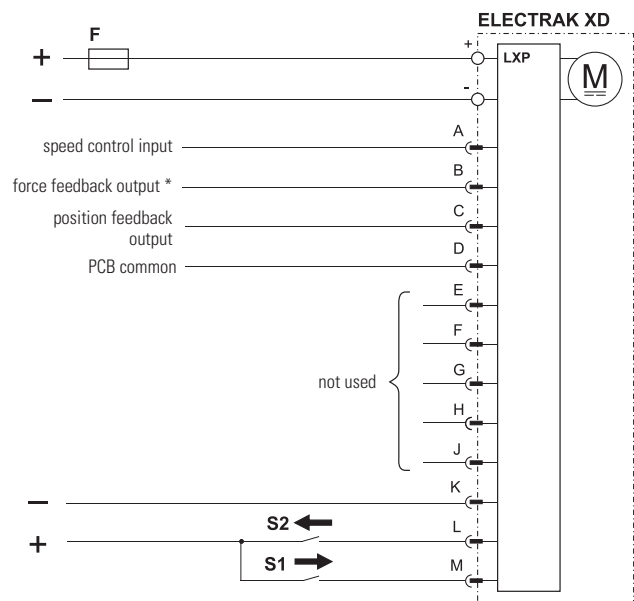 ELECTRAK XD
F
+
LXP
+
M
-
−
A
speed control input
B
force feedback output *
C
position feedback
output
D
PCB common
E
F
G
not used
H
J
K
−
S2
L
+
S1
M